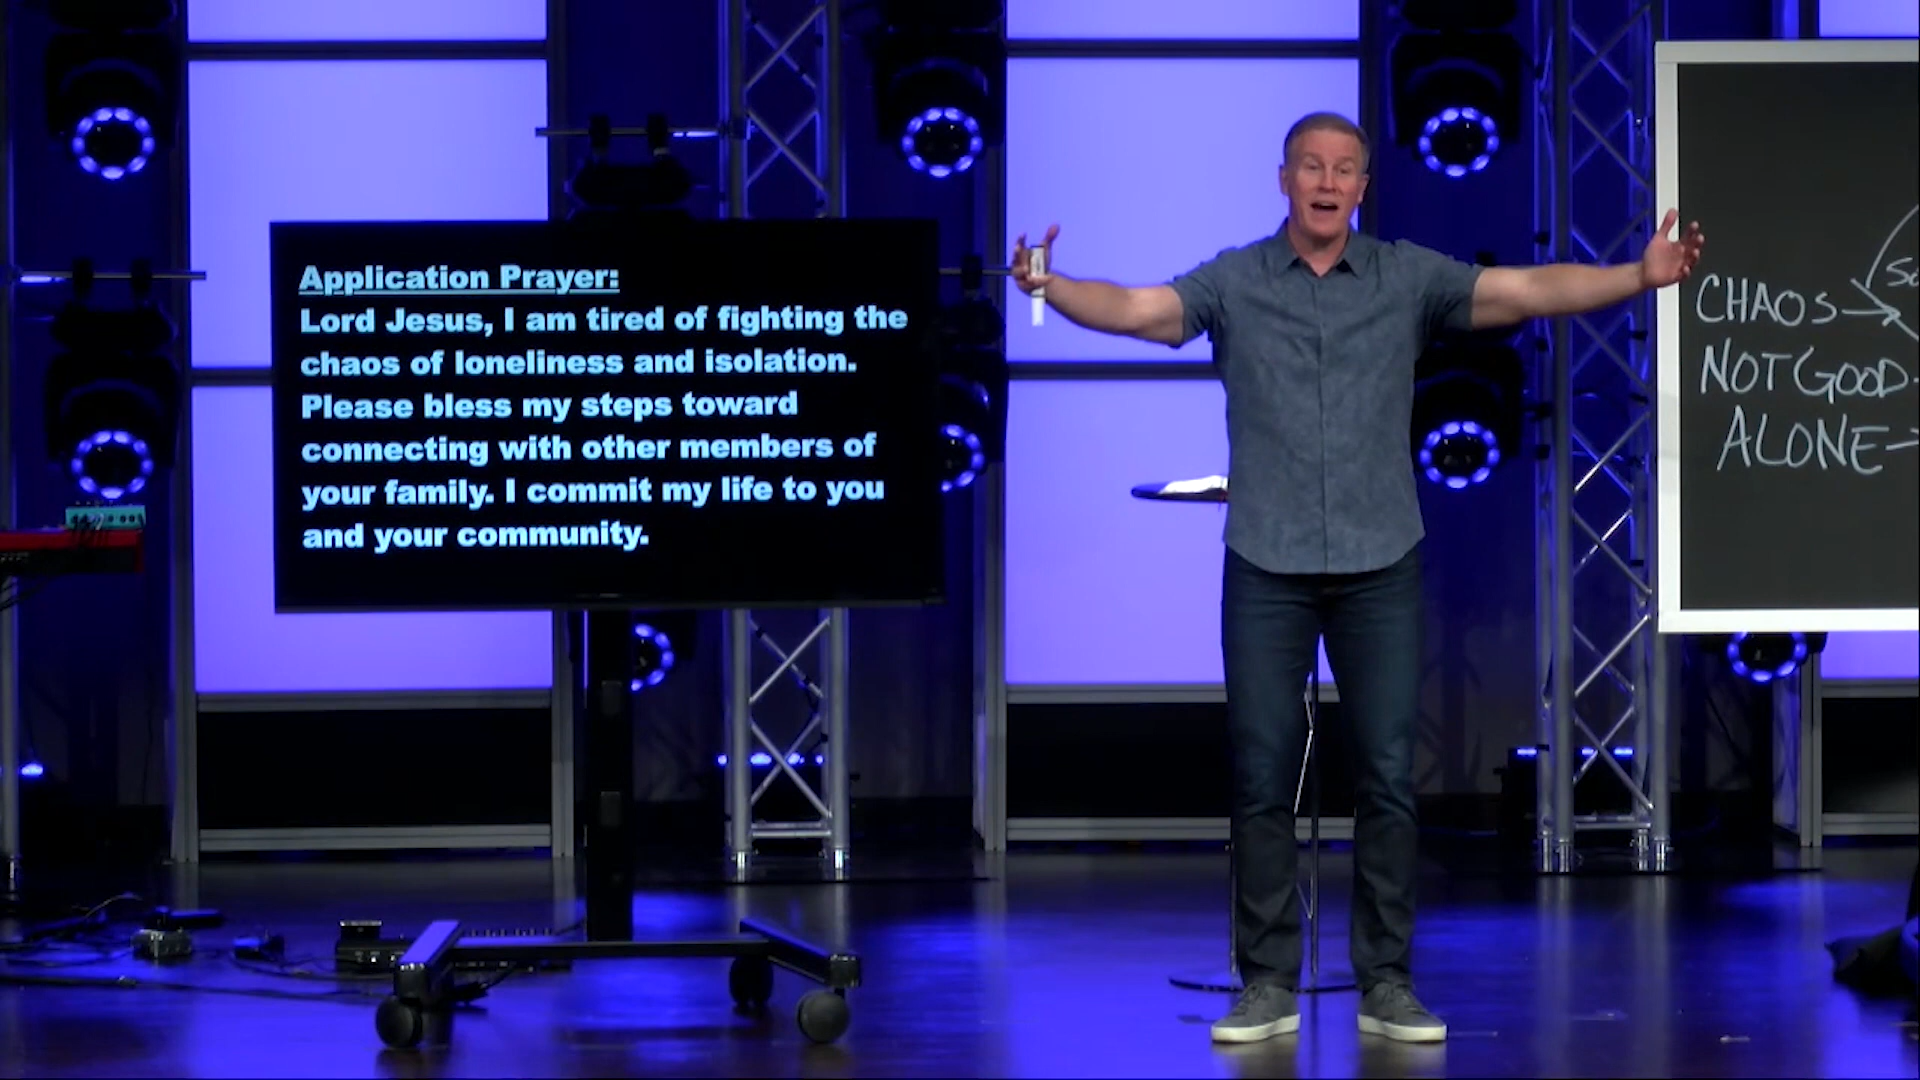 Application Prayer:
Lord Jesus, I am tired of fighting the
chaos of loneliness and isolation.
Please bless my steps toward
connecting with other members of
your family. I commit my life to you
and your community.
CHAOS
NOT GOOD
ALONE